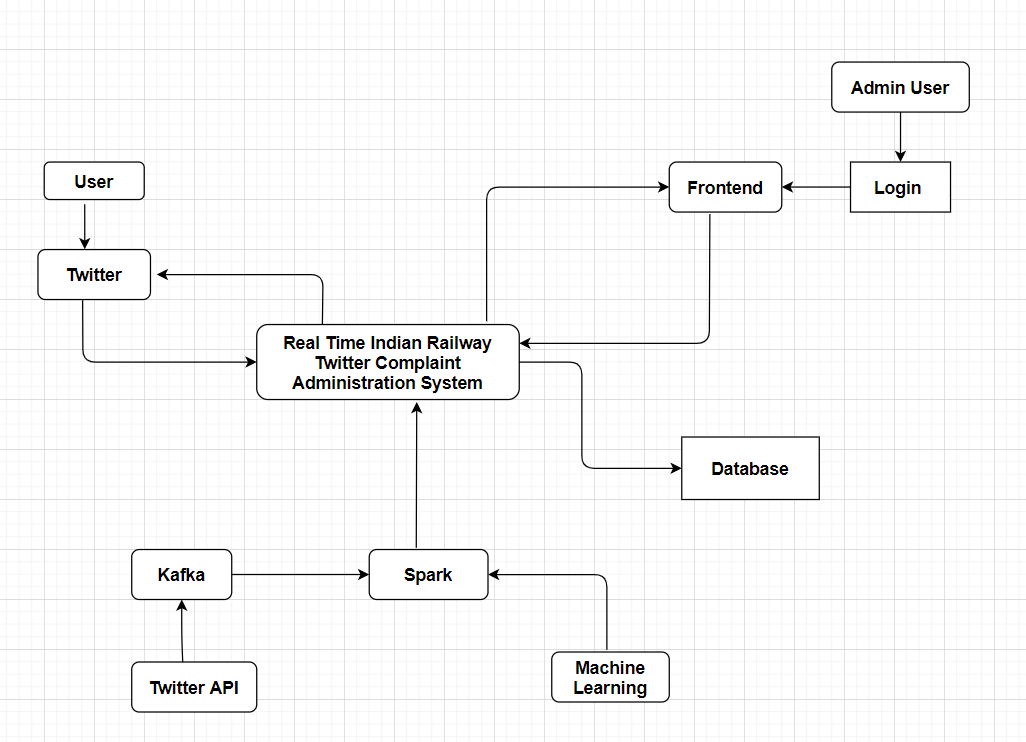 Admin User
User
Frontend
Login
Twitter
Real Time Indian Railway
Twitter Complaint
Administration System
Database
Kafka
Spark
Machine
Learning
Twitter API